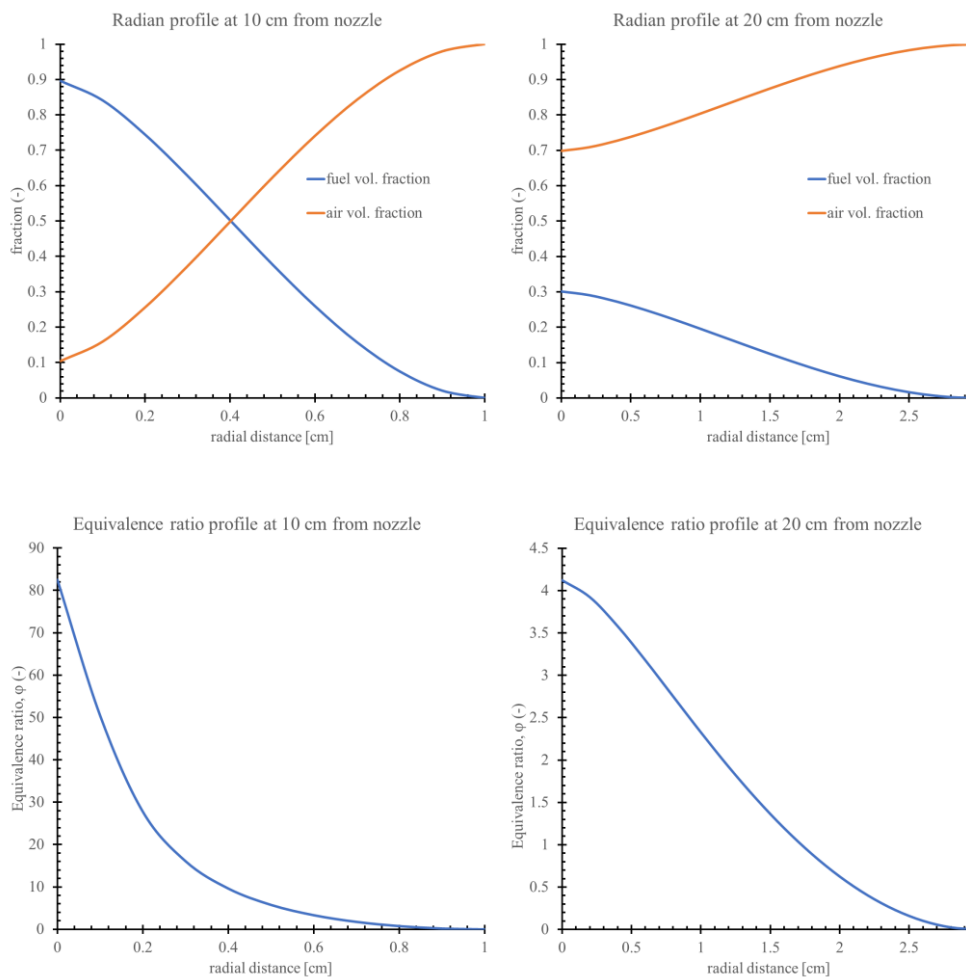 Radian profile at 10 cm from nozzle
1
0.9
0.8
0.7
0.6
0.5
0.4
0.3
0.2
0.1
0
fraction (-)
fuel vol. fraction
air vol. fraction
0 0.2 0.4 0.6 0.8 1
radial distance [cm]
Radian profile at 20 cm from nozzle
1
0.9
0.8
0.7
0.6
0.5
0.4
0.3
0.2
0.1
0
fraction (-)
fuel vol. fraction
air vol. fraction
0 0.5 1 1.5 2 2.5
radial distance [cm]
Equivalence ratio profile at 10 cm from nozzle
90
80
70
60
50
40
30
20
10
0
Equivalence ratio, φ (-)
0 0.2 0.4 0.6 0.8 1
radial distance [cm]
Equivalence ratio profile at 20 cm from nozzle
4.5
4
3.5
3
2.5
2
1.5
1
0.5
0
Equivalence ratio, φ (-)
0 0.5 1 1.5 2 2.5
radial distance [cm]